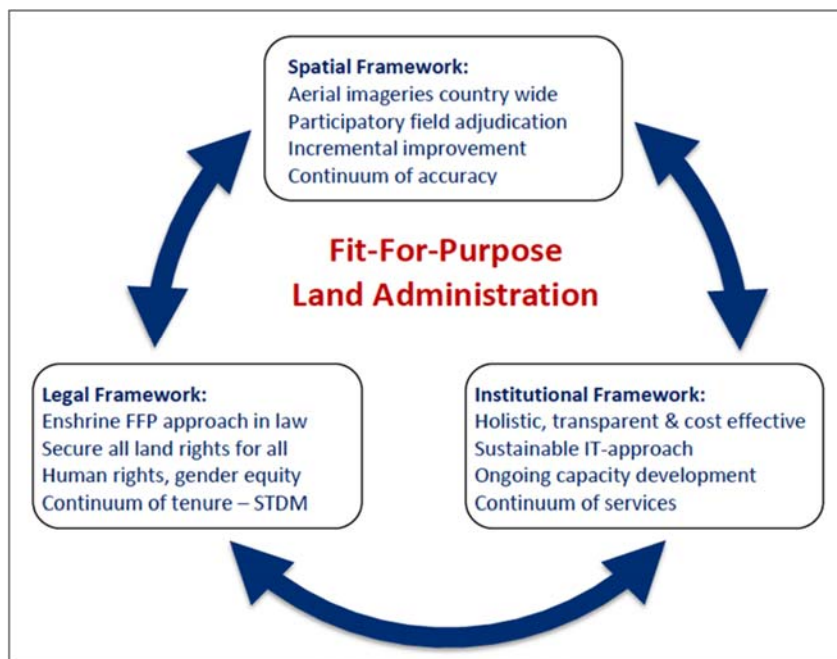 Spatial Framework:
Aerial imageries country wide
Participatory field adjudication
Incremental improvement
Continuum of accuracy
Fit-For-Purpose
Land Administration
Legal Framework:
Enshrine FFP approach in law
Secure all land rights for all
Human rights, gender equity
Continuum of tenure – STDM
Institutional Framework:
Holistic, transparent & cost effective
Sustainable IT-approach
Ongoing capacity development
Continuum of services